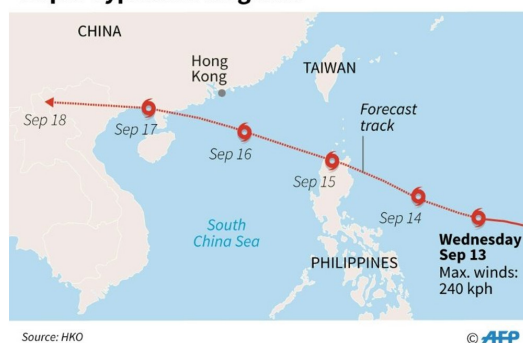 CHINA
Hong
Kong
TAIWAN
Forecast
track
Sep 18
Sep 17
Sep 16
Sep 15
Sep 14
South
China Sea
Wednesday
Sep 13
Max. winds:
240 kph
PHILIPPINES
Source: HKO
© AFP